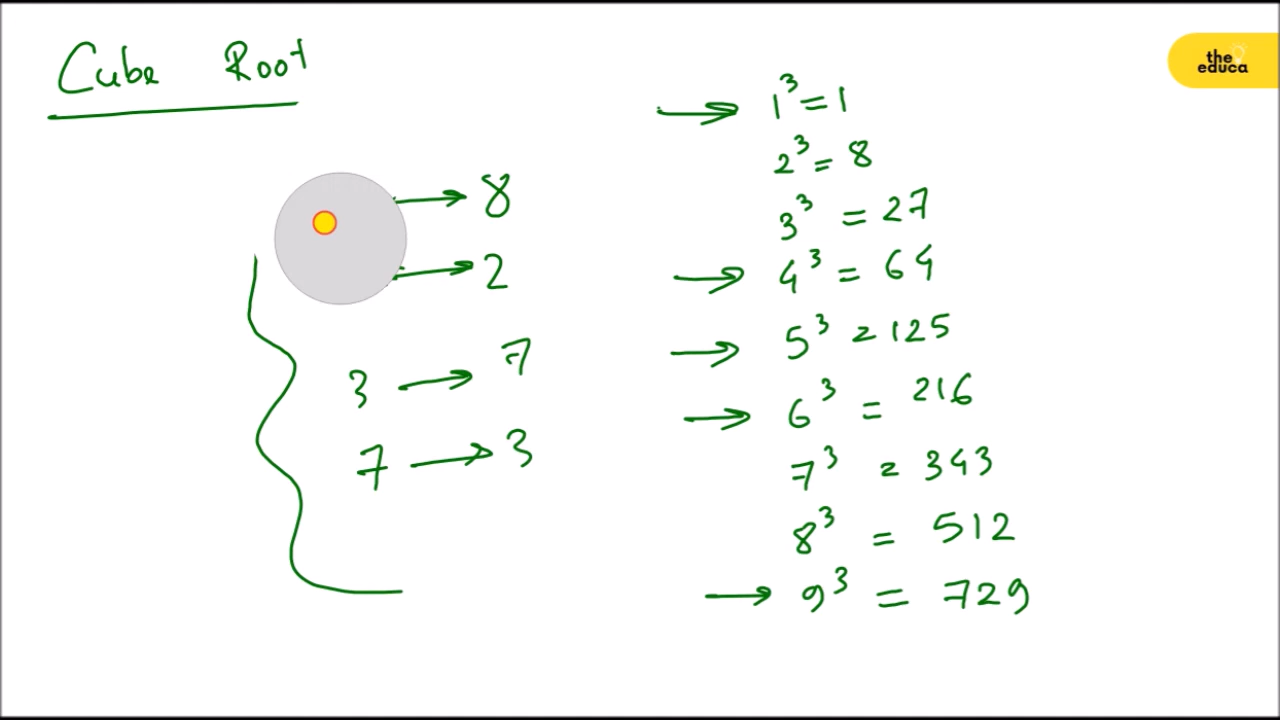 Cube Root
the
educa
→ 8
→ 2
3 → 7
7 → 3
→ 1³ = 1
2³ = 8
3³ = 27
→ 4³ = 64
→ 5³ = 125
→ 6³ = 216
7³ = 343
8³ = 512
→ 9³ = 729